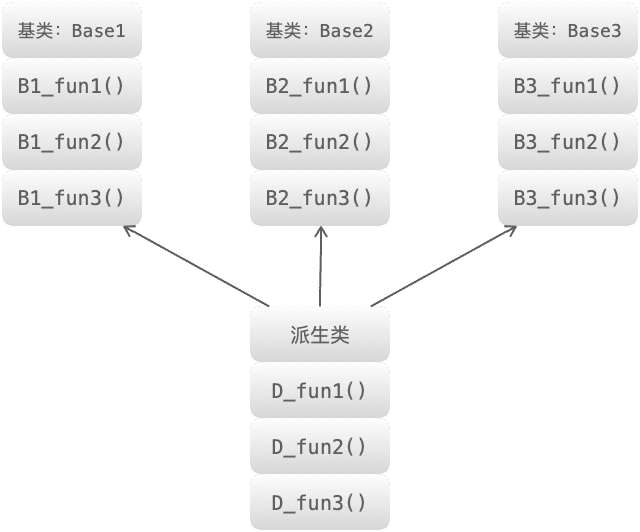 基类：Base1
B1_fun1()
B1_fun2()
B1_fun3()
基类：Base2
B2_fun1()
B2_fun2()
B2_fun3()
基类：Base3
B3_fun1()
B3_fun2()
B3_fun3()
派生类
D_fun1()
D_fun2()
D_fun3()